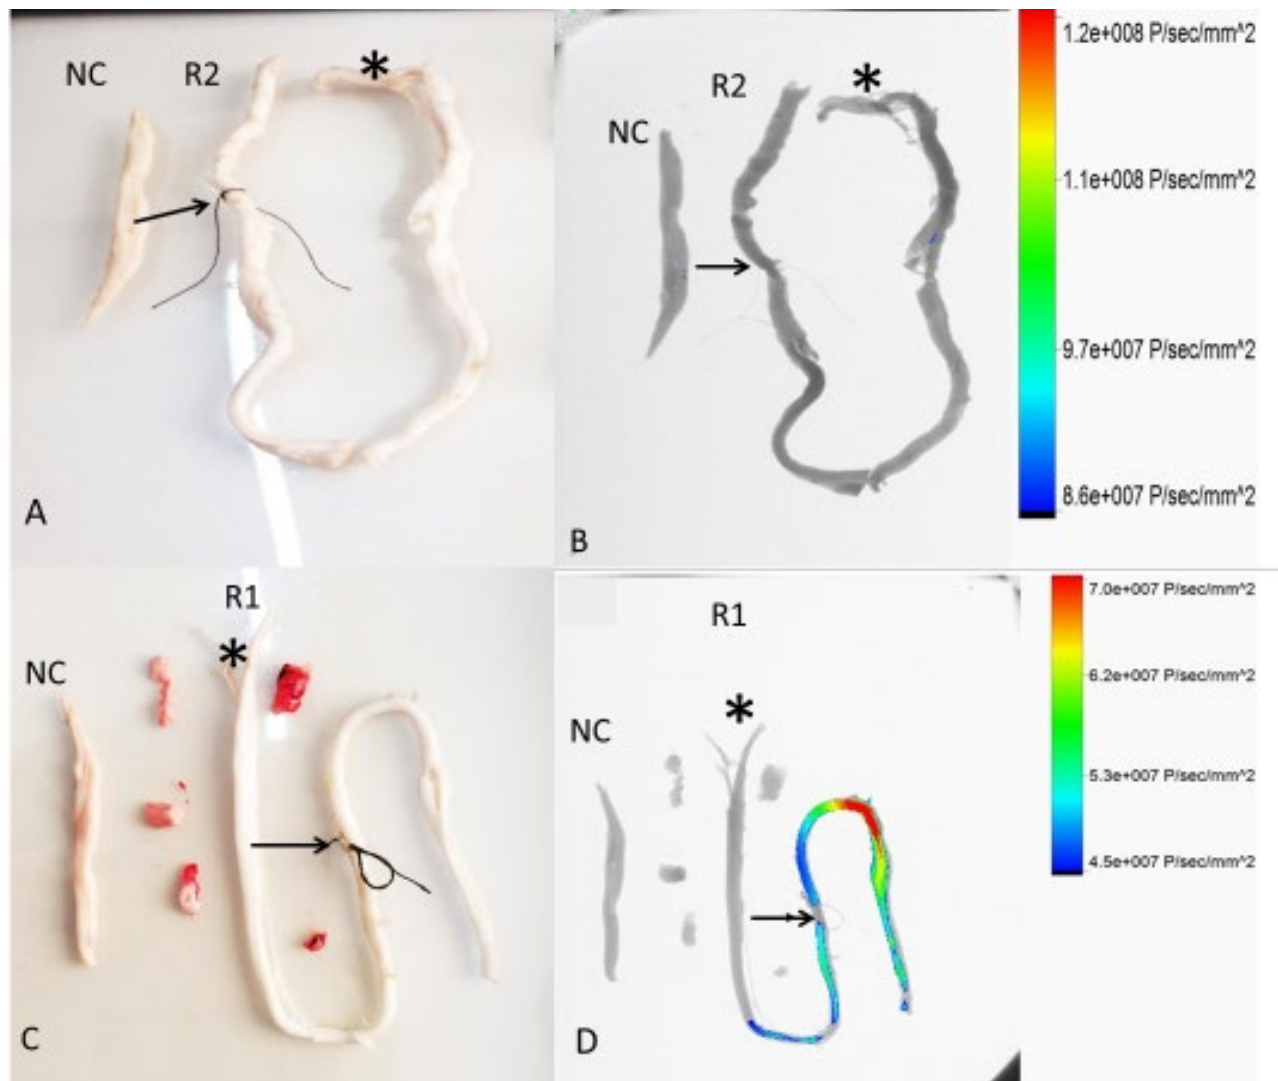 NC
R2
*
A
NC
R2
*
B
1.2e+008 P/sec/mm^2
1.1e+008 P/sec/mm^2
9.7e+007 P/sec/mm^2
8.6e+007 P/sec/mm^2
NC
R1
*
C
NC
R1
*
D
7.0e+007 P/sec/mm^2
6.2e+007 P/sec/mm^2
5.3e+007 P/sec/mm^2
4.5e+007 P/sec/mm^2